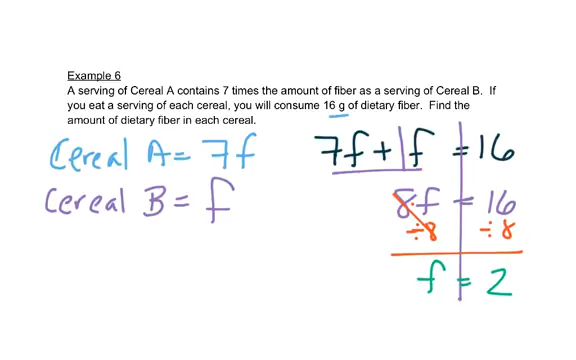 Example 6
A serving of Cereal A contains 7 times the amount of fiber as a serving of Cereal B. If
you eat a serving of each cereal, you will consume 16 g of dietary fiber. Find the
amount of dietary fiber in each cereal.
Cereal A = 7f
Cereal B = f
7f + 1f = 16
8f = 16
÷8 ÷8
f = 2